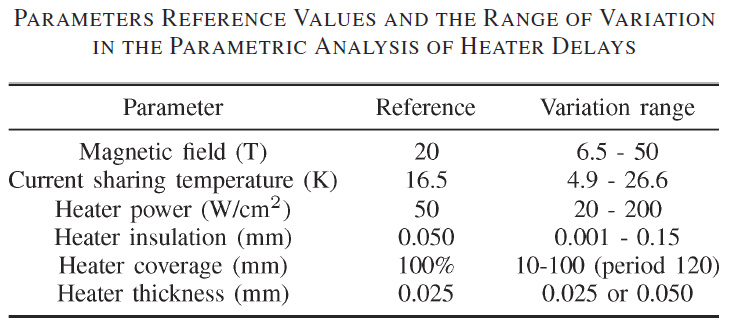 PARAMETERS REFERENCE VALUES AND THE RANGE OF VARIATION
IN THE PARAMETRIC ANALYSIS OF HEATER DELAYS
Parameter Reference Variation range
Magnetic field (T) 20 6.5 - 50
Current sharing temperature (K) 16.5 4.9 - 26.6
Heater power (W/cm²) 50 20 - 200
Heater insulation (mm) 0.050 0.001 - 0.15
Heater coverage (mm) 100% 10-100 (period 120)
Heater thickness (mm) 0.025 0.025 or 0.050